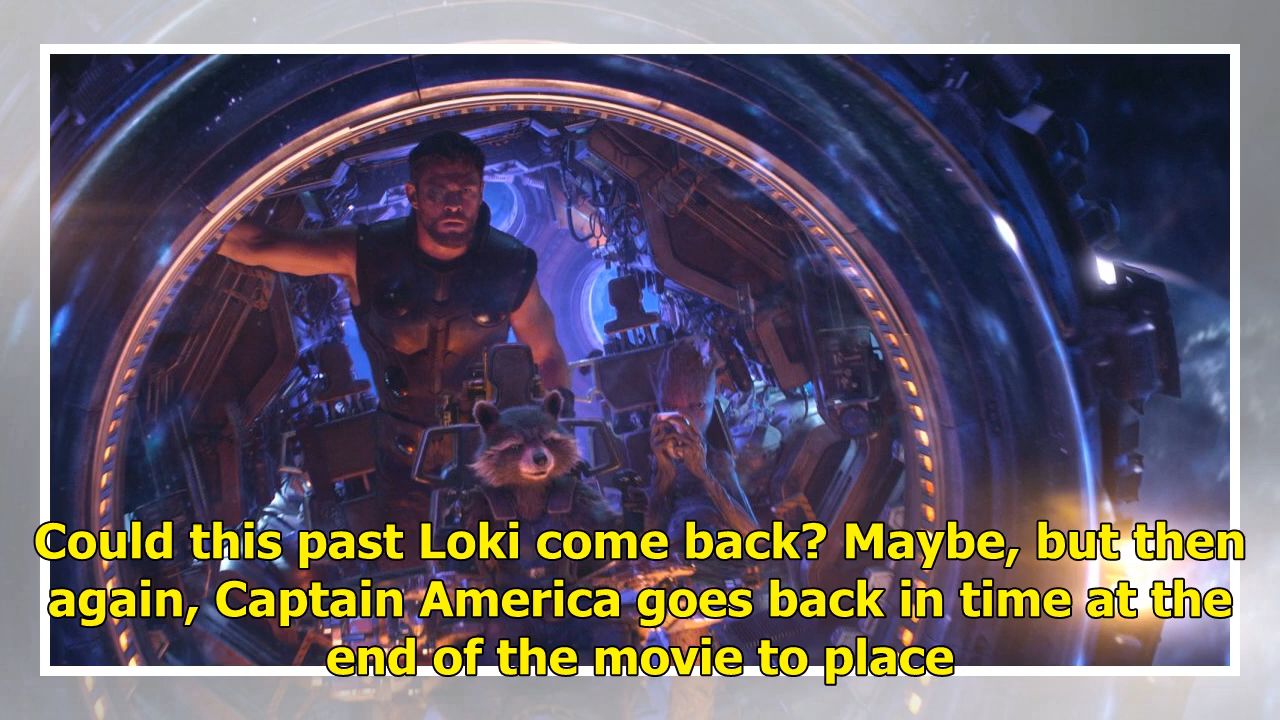 Could this past Loki come back? Maybe, but then
again, Captain America goes back in time at the
end of the movie to place